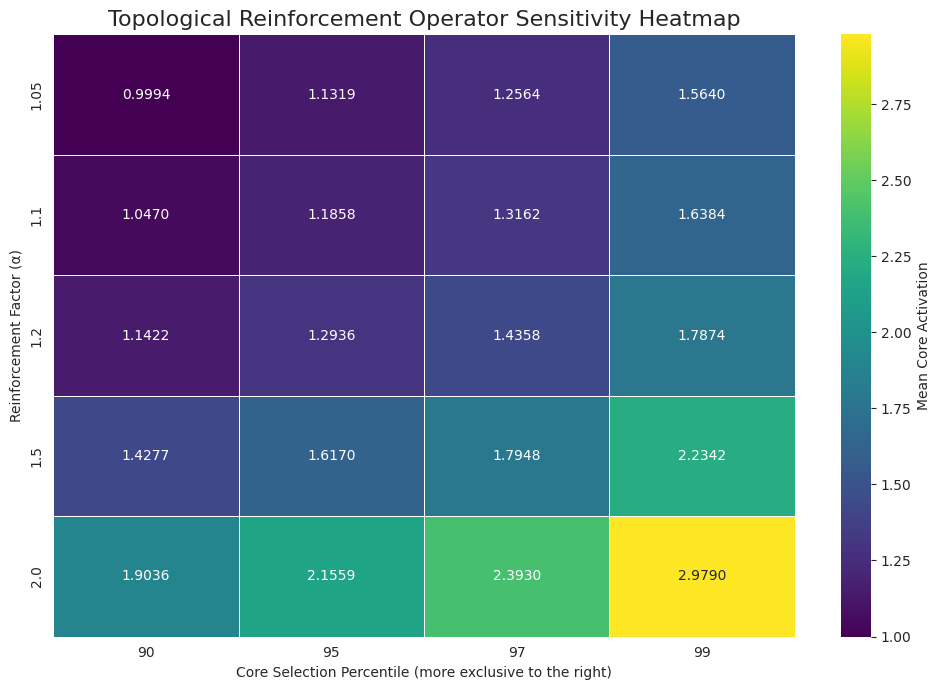 Topological Reinforcement Operator Sensitivity Heatmap
Reinforcement Factor (α)
1.05 0.9994 1.1319 1.2564 1.5640
1.1 1.0470 1.1858 1.3162 1.6384
1.2 1.1422 1.2936 1.4358 1.7874
1.5 1.4277 1.6170 1.7948 2.2342
2.0 1.9036 2.1559 2.3930 2.9790
90 95 97 99
Core Selection Percentile (more exclusive to the right)
2.75
2.50
2.25
2.00
1.75
1.50
1.25
1.00
Mean Core Activation